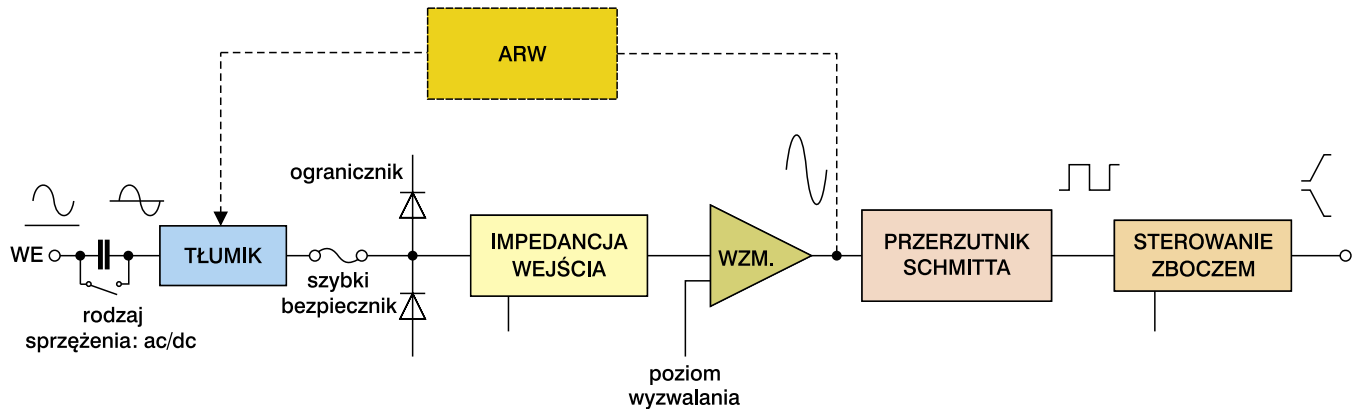 ARW
ogranicznik
WE
TŁUMIK
szybki
bezpiecznik
rodzaj
sprzężenia: ac/dc
IMPEDANCJA
WEJŚCIA
WZM.
poziom
wyzwalania
PRZERZUTNIK
SCHMITTA
STEROWANIE
ZBOCZEM